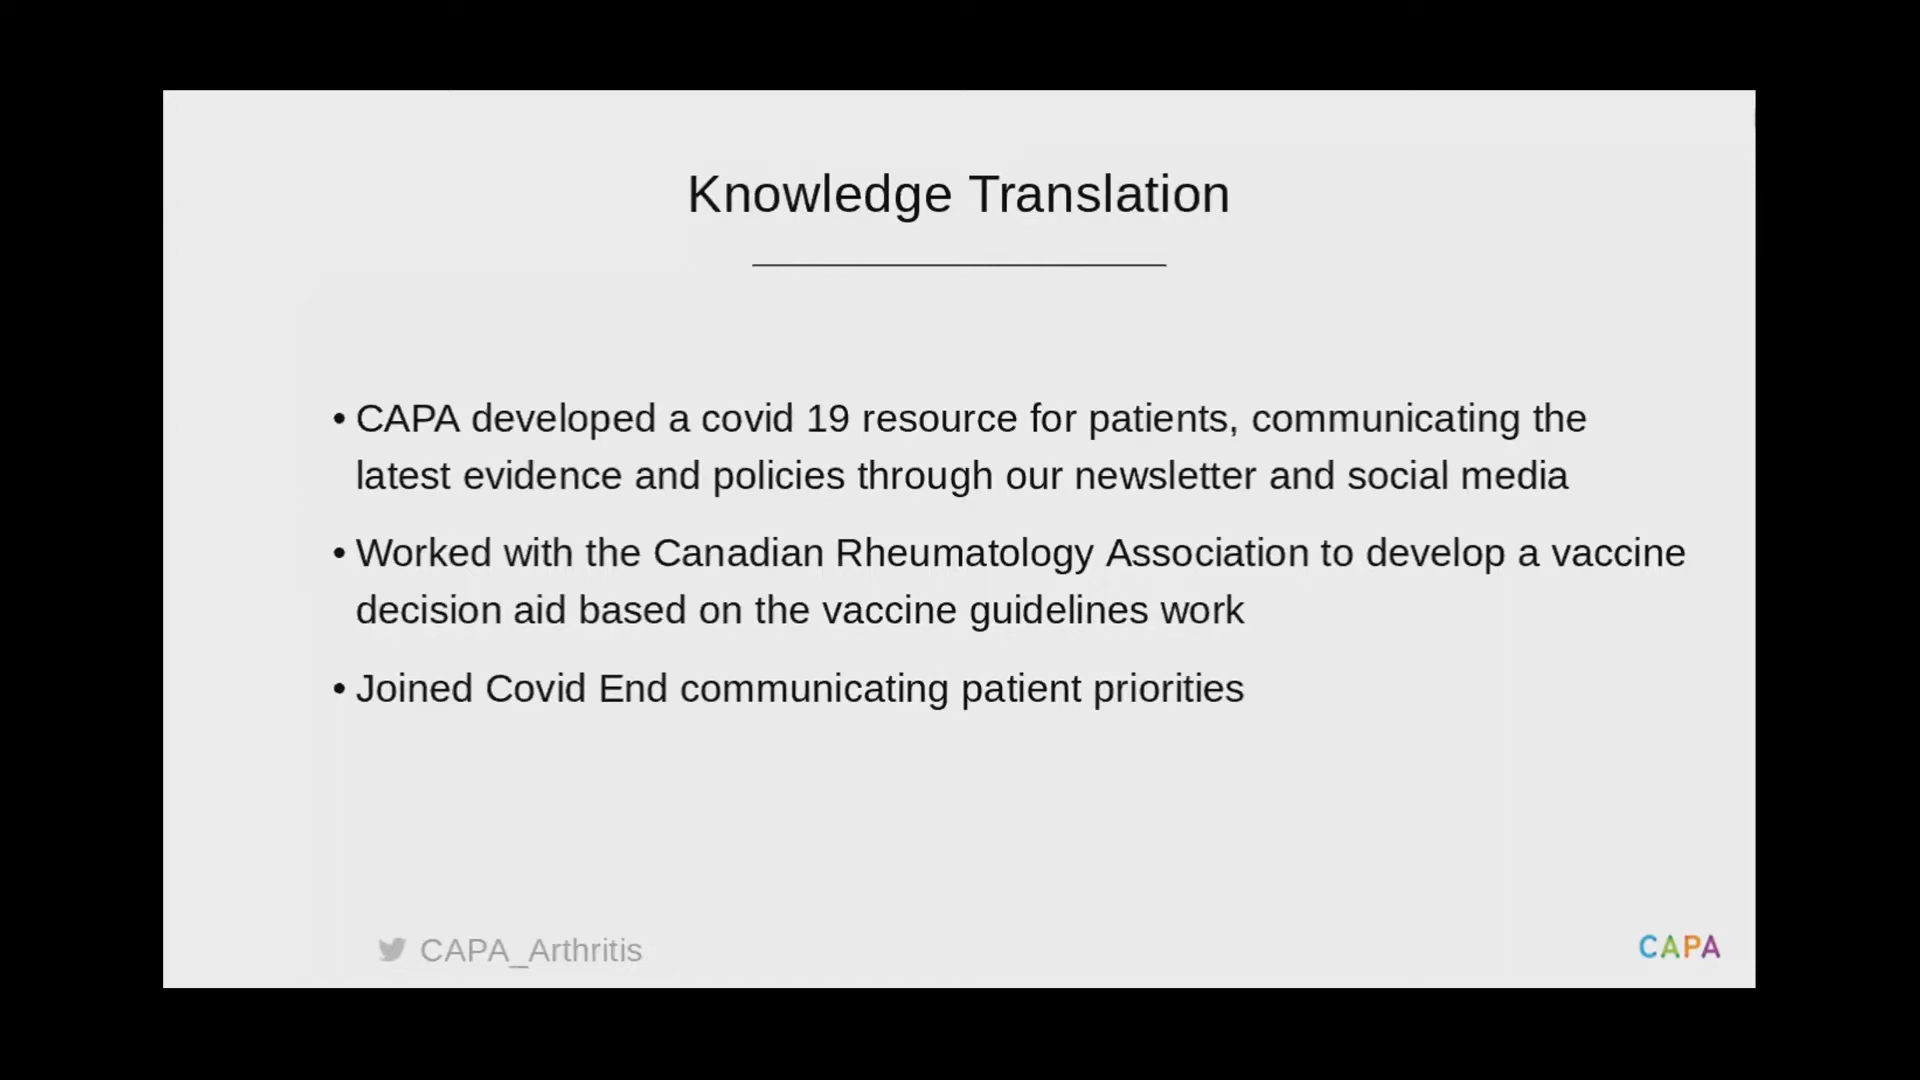 Knowledge Translation
• CAPA developed a covid 19 resource for patients, communicating the
latest evidence and policies through our newsletter and social media
• Worked with the Canadian Rheumatology Association to develop a vaccine
decision aid based on the vaccine guidelines work
• Joined Covid End communicating patient priorities
CAPA_Arthritis
CAPA